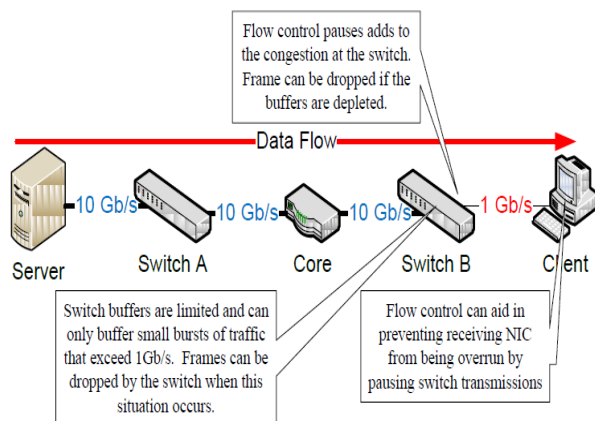 Flow control pauses adds to
the congestion at the switch.
Frame can be dropped if the
buffers are depleted.
Data Flow
10 Gb/s
10 Gb/s
10 Gb/s
1 Gb/s
Server
Switch A
Core
Switch B
Client
Switch buffers are limited and can
only buffer small bursts of traffic
that exceed 1Gb/s. Frames can be
dropped by the switch when this
situation occurs.
Flow control can aid in
preventing receiving NIC
from being overrun by
pausing switch transmissions